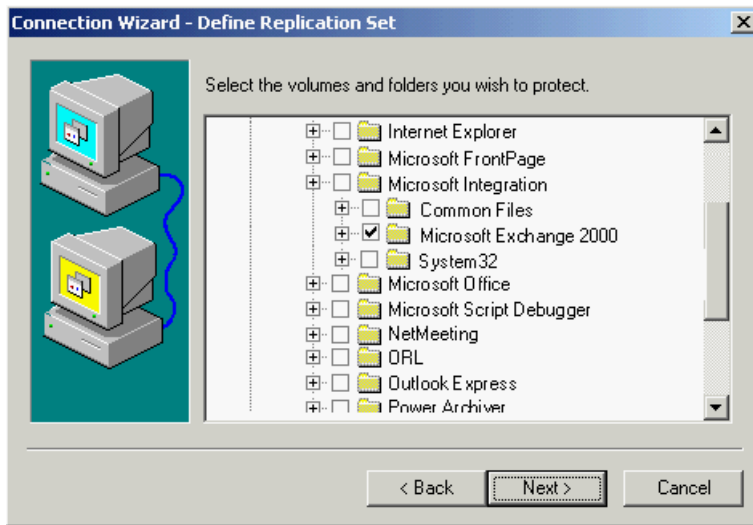 Connection Wizard - Define Replication Set
Select the volumes and folders you wish to protect.
Internet Explorer
Microsoft FrontPage
Microsoft Integration
Common Files
Microsoft Exchange 2000
System32
Microsoft Office
Microsoft Script Debugger
NetMeeting
ORL
Outlook Express
Power Archiver
< Back
Next >
Cancel